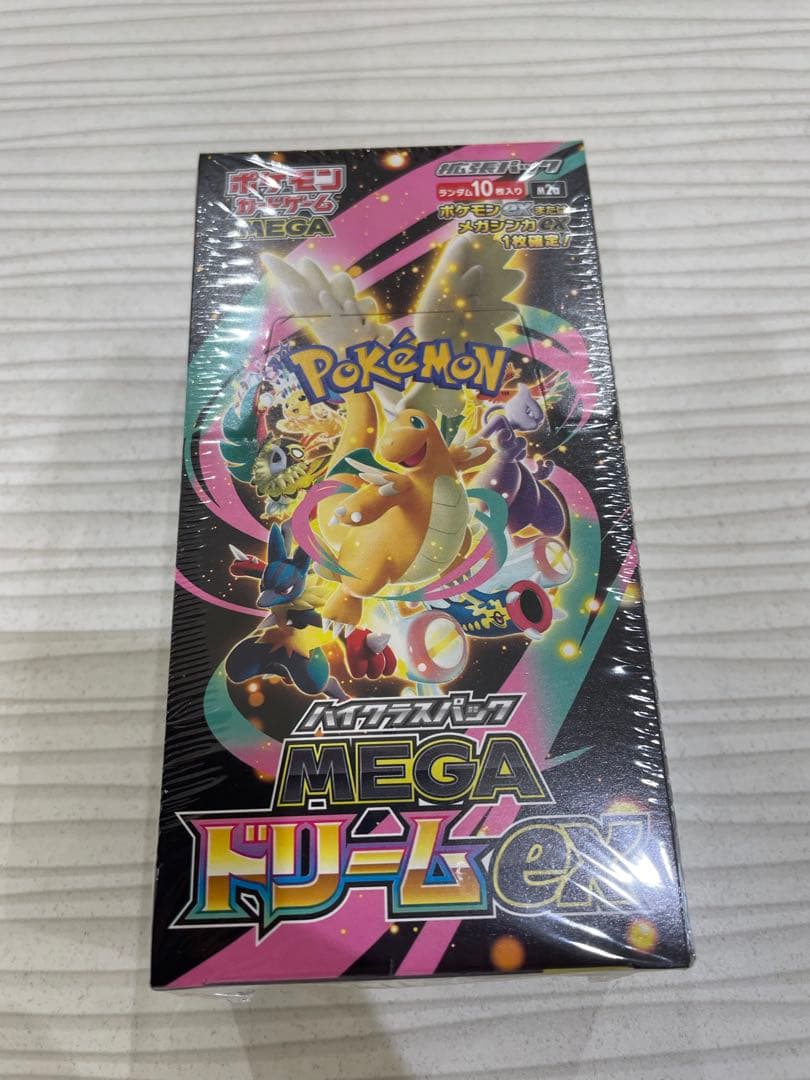 ポケモン
カードゲーム
MEGA
拡張パック
ランダム10枚入り
ポケモンexまたは
メガシンカex
1枚確定!
POKÉMON
ハイクラスパック
MEGA
ドリームex